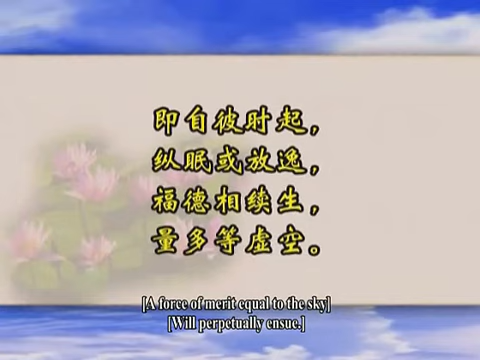 即自彼时起，
纵眠或放逸，
福德相续生，
量多等虚空。
[A force of merit equal to the sky]
[Will perpetually ensue.]